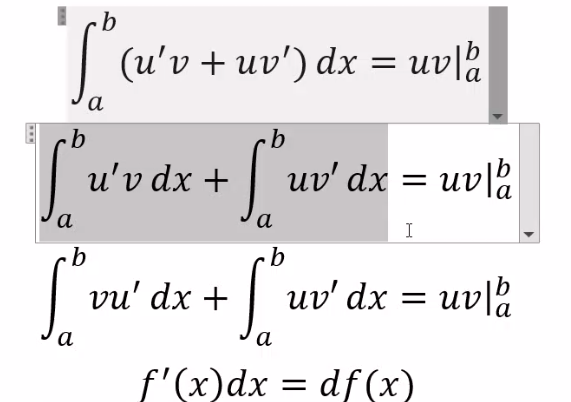 ∫_a^b (u′v + uv′) dx = uv|_a^b
∫_a^b u′v dx + ∫_a^b uv′ dx = uv|_a^b
∫_a^b vu′ dx + ∫_a^b uv′ dx = uv|_a^b
f′(x)dx = df(x)